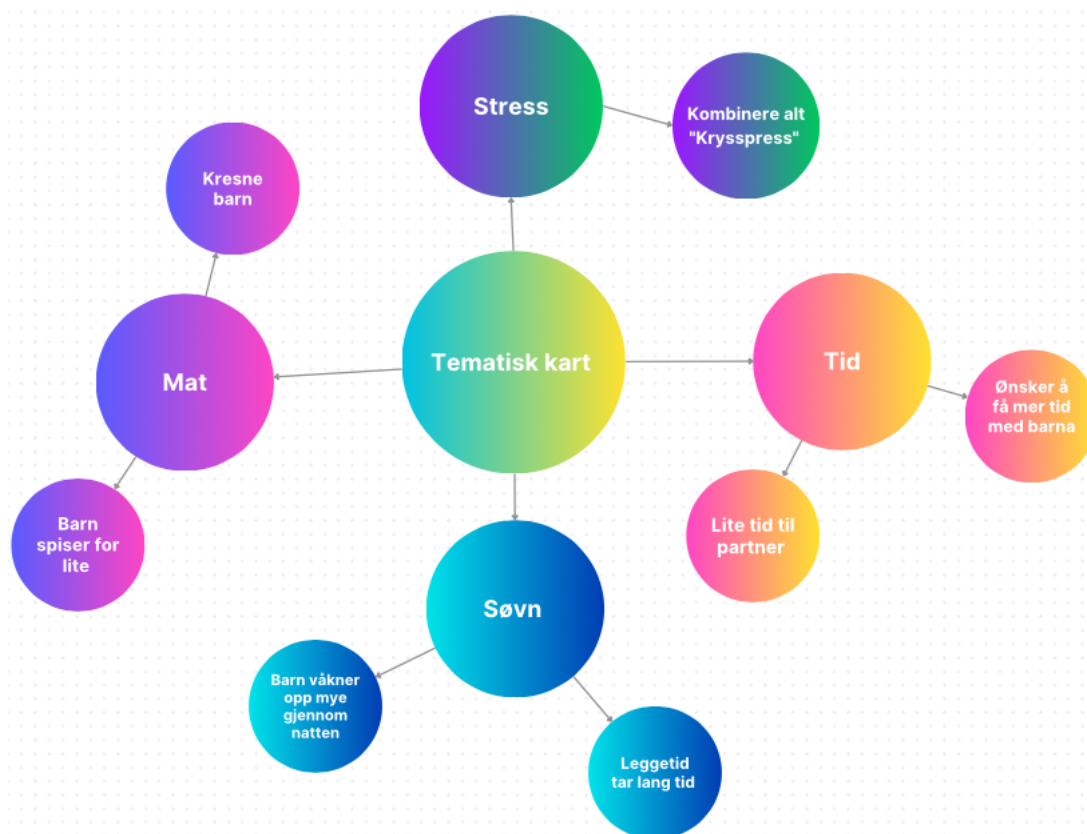 Stress
Kombinere alt
"Krysspress"
Kresne
barn
Mat
Tematisk kart
Tid
Ønsker å
få mer tid
med barna
Barn
spiser for
lite
Lite tid til
partner
Søvn
Barn våkner
opp mye
gjennom
natten
Leggetid
tar lang tid